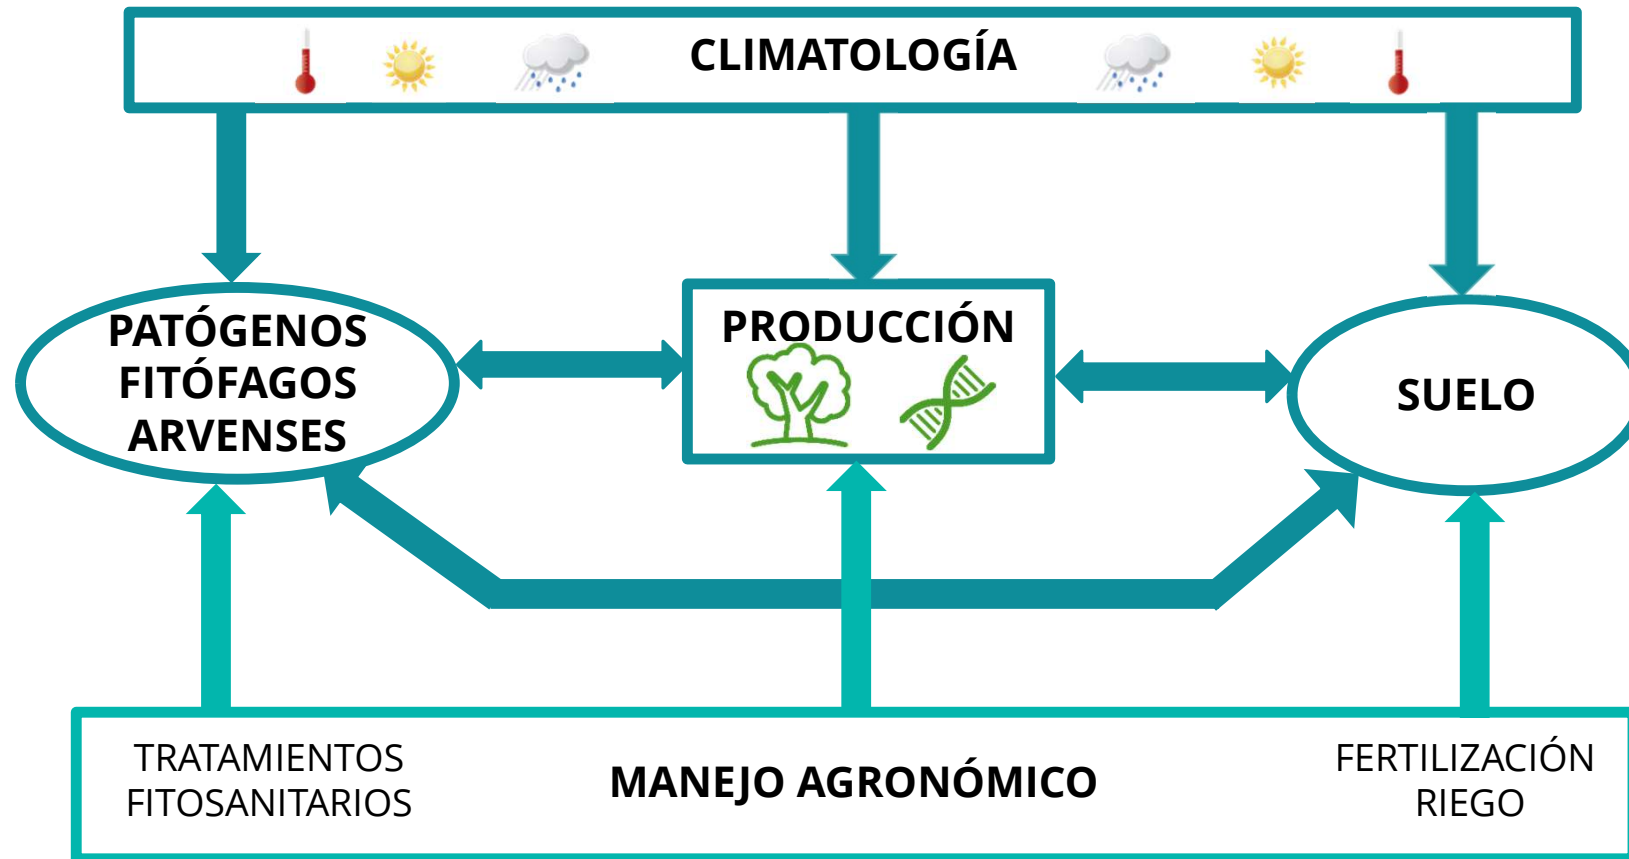 CLIMATOLOGÍA
PATÓGENOS
FITÓFAGOS
ARVENSES
PRODUCCIÓN
SUELO
TRATAMIENTOS
FITOSANITARIOS
MANEJO AGRONÓMICO
FERTILIZACIÓN
RIEGO